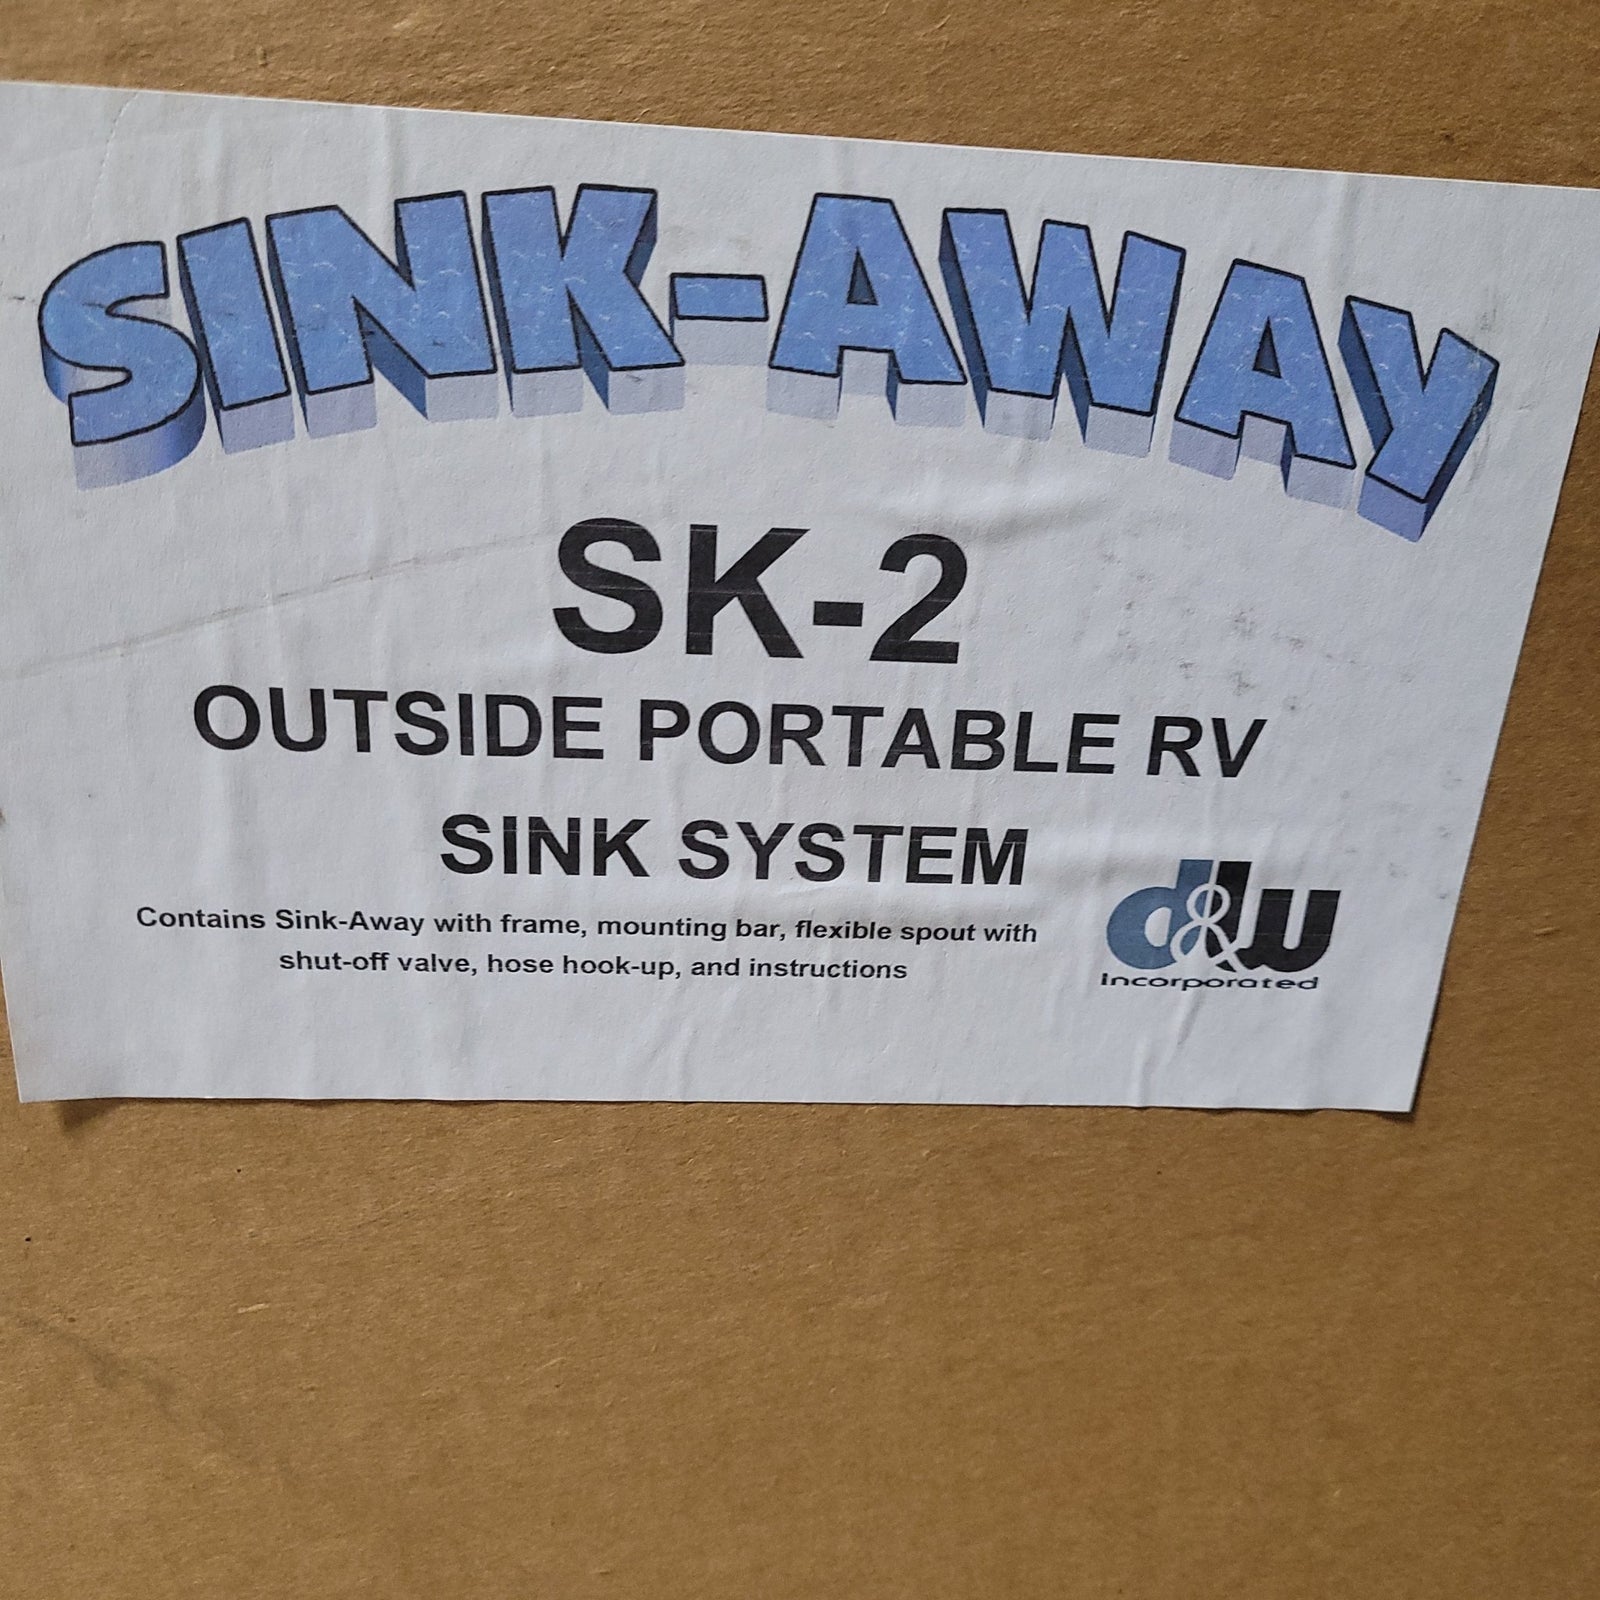 SINK-AWAY
SK-2
OUTSIDE PORTABLE RV
SINK SYSTEM
Contains Sink-Away with frame, mounting bar, flexible spout with
shut-off valve, hose hook-up, and instructions
d&w
incorporated